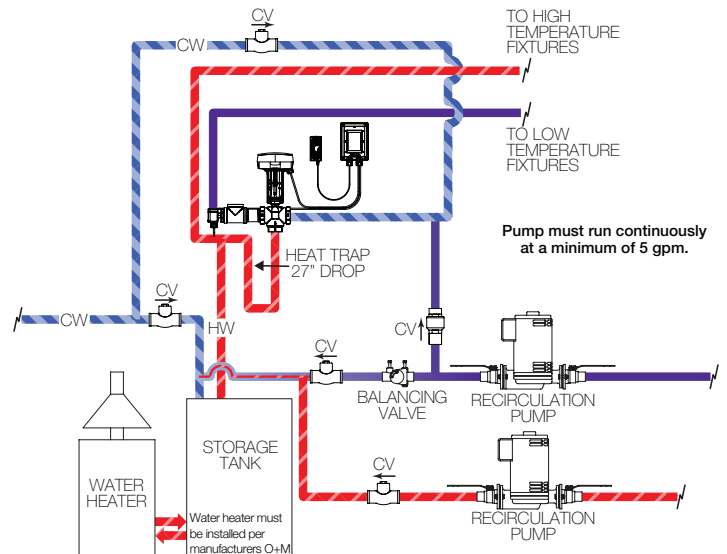 CV
CW
TO HIGH
TEMPERATURE
FIXTURES
TO LOW
TEMPERATURE
FIXTURES
Pump must run continuously
at a minimum of 5 gpm.
HEAT TRAP
27" DROP
CV
CW
HW
CV
CV
BALANCING
VALVE
RECIRCULATION
PUMP
STORAGE
TANK
WATER
HEATER
CV
Water heater must
be installed per
manufacturers O+M
RECIRCULATION
PUMP